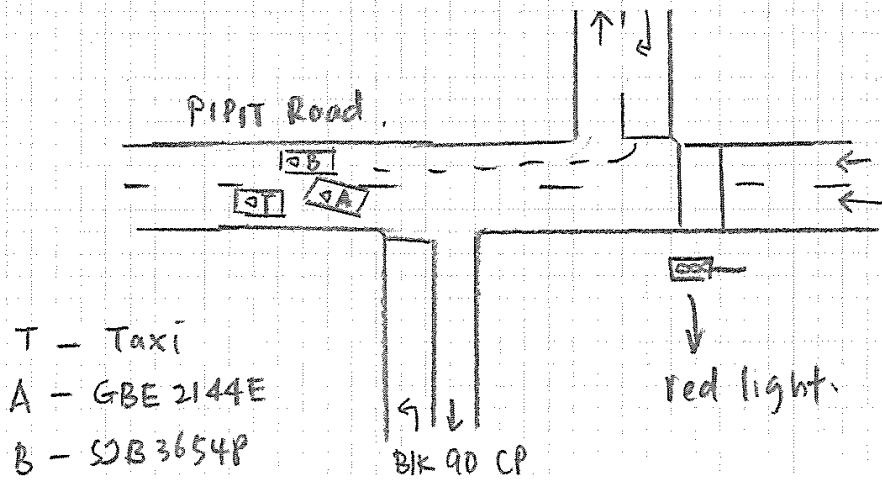 PIPIT Road.
B
T
A
T - Taxi
A - GBE 2144E
B - SJB 3654P
red light.
Blk 90 CP